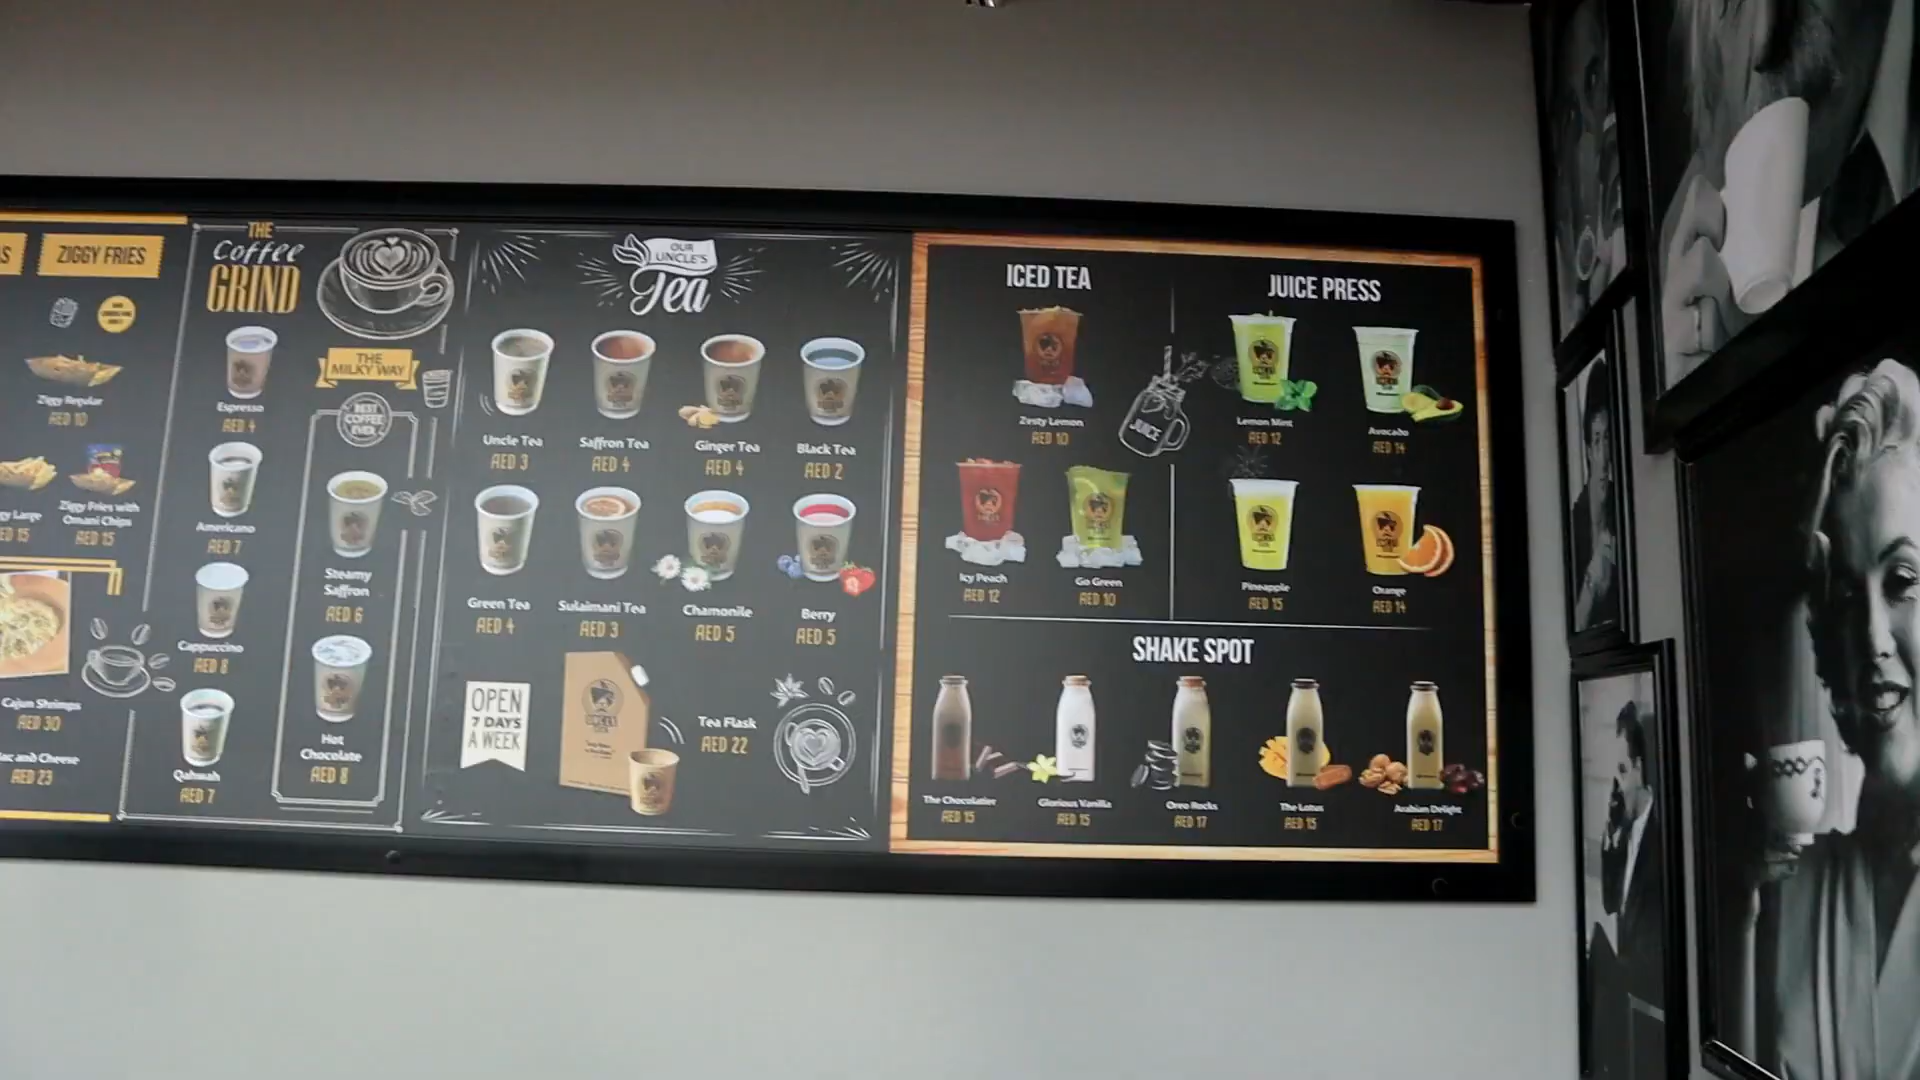 ZIGGY FRIES
Ziggy Regular
AED 10
Large
AED 15
Ziggy Fries with
Omani Chips
AED 15
Cajun Shrimps
AED 30
and Cheese
AED 23
THE
Coffee
GRIND
Espresso
AED 4
Americano
AED 7
Cappuccino
AED 8
Qahwah
AED 7
THE
MILKY WAY
BEST
COFFEE
EVER
Steamy
Saffron
AED 6
Hot
Chocolate
AED 8
OUR
UNCLE'S
Tea
Uncle Tea
AED 3
Saffron Tea
AED 4
Ginger Tea
AED 4
Black Tea
AED 2
Green Tea
AED 4
Sulaimani Tea
AED 3
Chamonile
AED 5
Berry
AED 5
OPEN
7 DAYS
A WEEK
UNCLE
Tea Flask
AED 22
ICED TEA
Zesty Lemon
AED 10
Icy Peach
AED 12
Go Green
AED 10
JUICE
JUICE PRESS
Lemon Mint
AED 12
Avocado
AED 14
Pineapple
AED 15
Orange
AED 14
SHAKE SPOT
The Chocolatier
AED 15
Glorious Vanilla
AED 15
Oreo Rocks
AED 17
The Lotus
AED 15
Arabian Delight
AED 17